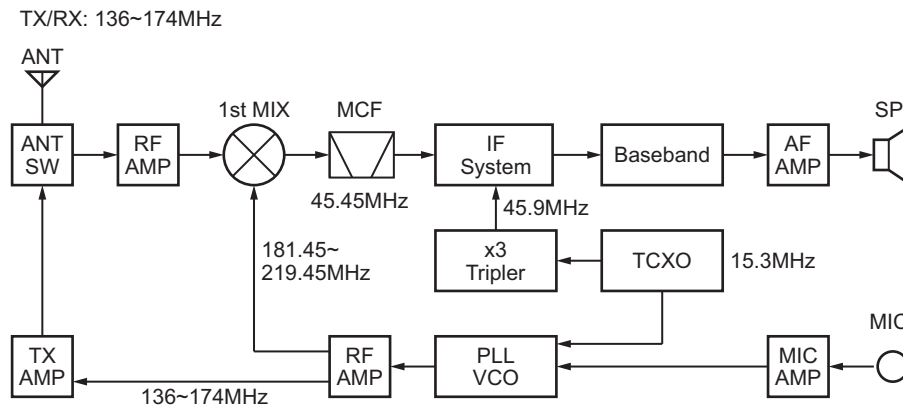 TX/RX: 136~174MHz
ANT
1st MIX
MCF
SP
ANT
SW
RF
AMP
IF
System
Baseband
AF
AMP
45.45MHz
45.9MHz
181.45~
219.45MHz
x3
Tripler
TCXO
15.3MHz
MIC
TX
AMP
RF
AMP
PLL
VCO
MIC
AMP
136~174MHz